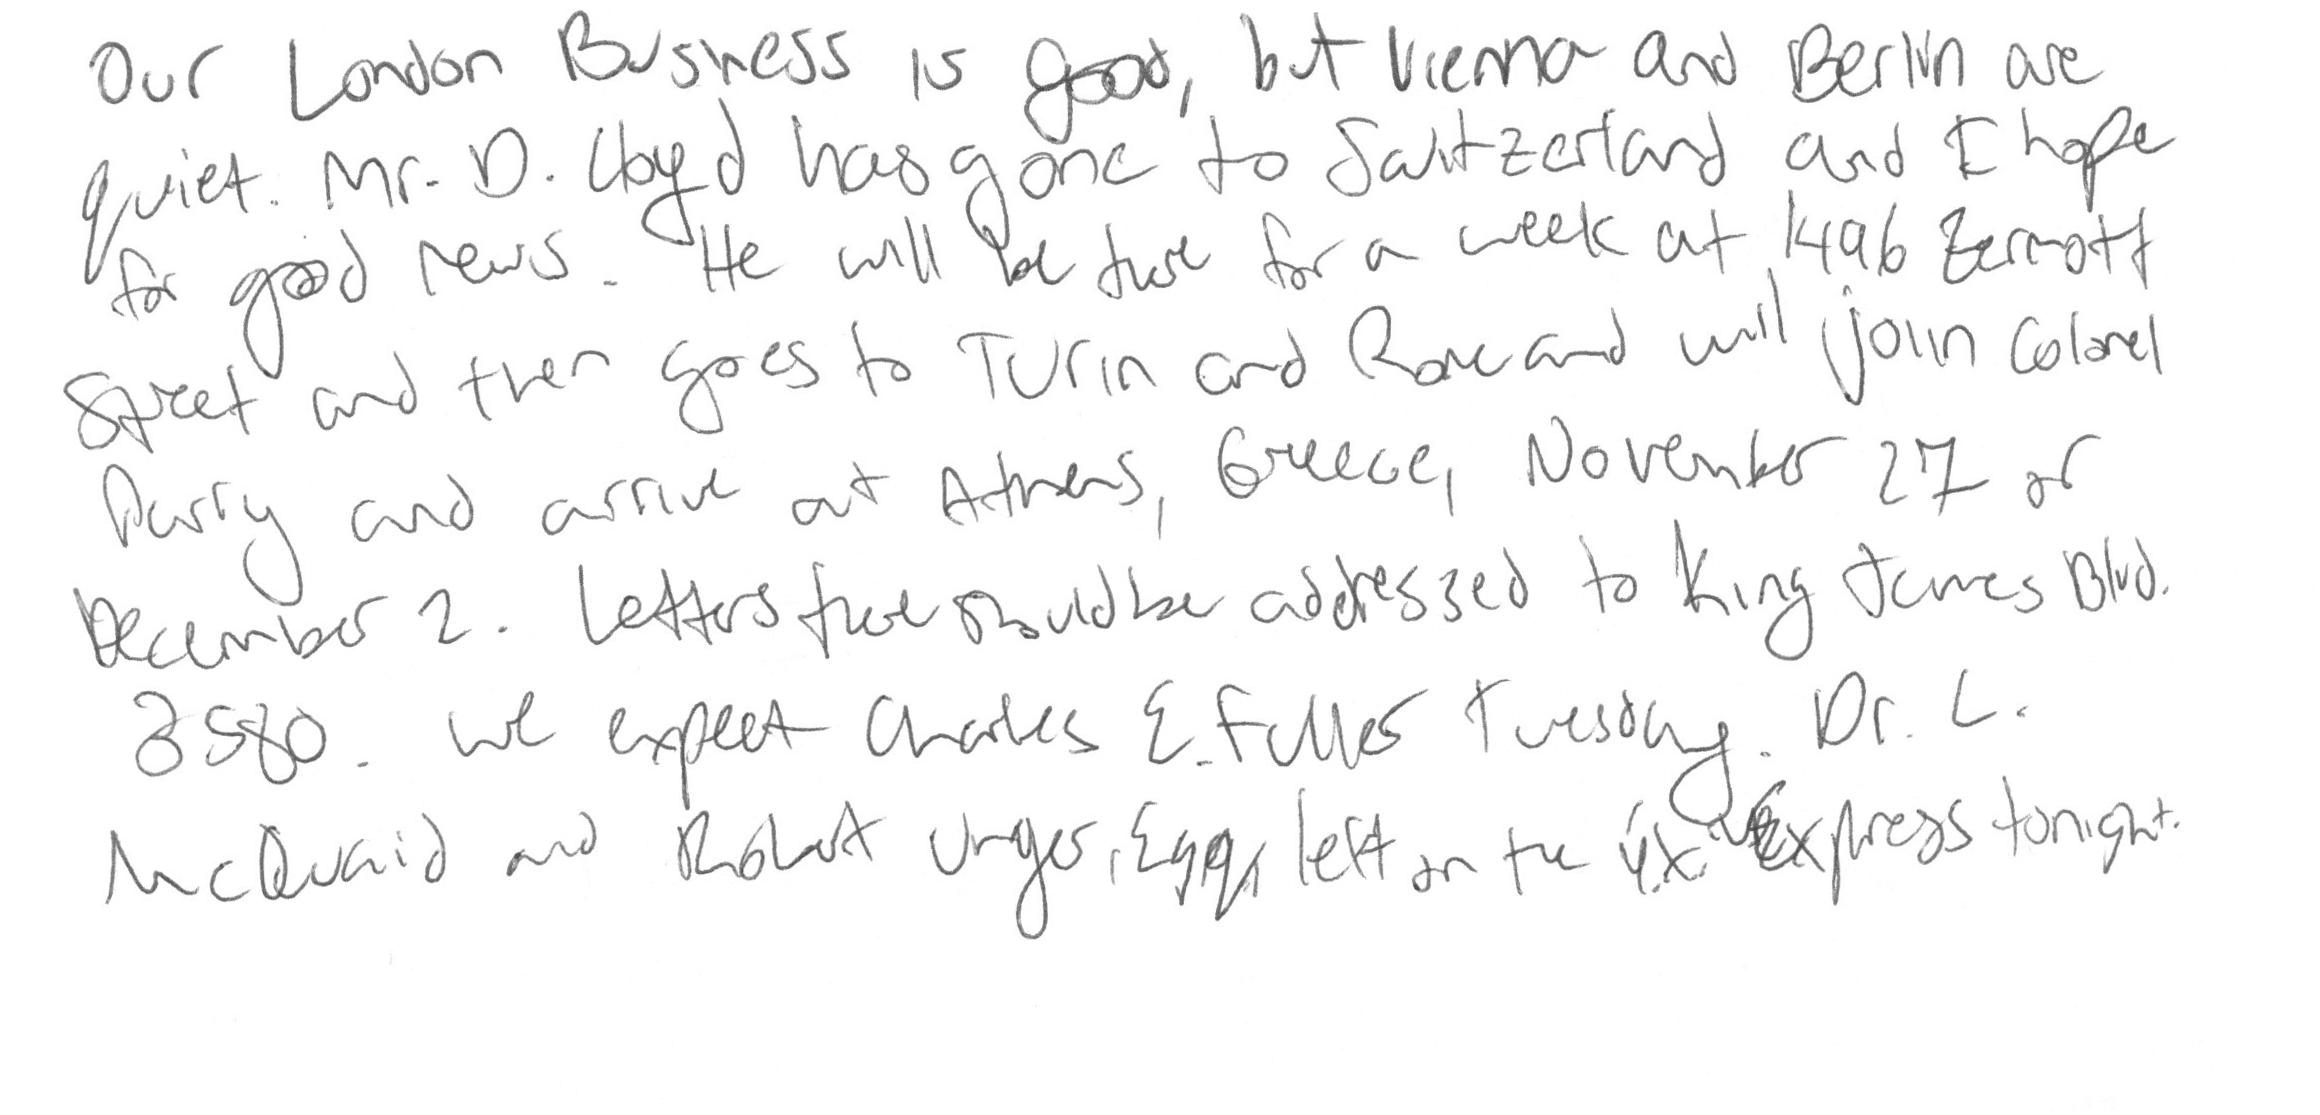 Our London Business is good, but Vienna and Berlin are
quiet. Mr. D. Lloyd has gone to Switzerland and I hope
for good news. He will be there for a week at 1496 Zermott
Street and then goes to Turin and Rome and will join Colonel
Parry and arrive at Athens, Greece, November 27 or
December 2. Letters there should be addressed to King James Blvd.
3580. We expect Charles E. Fuller Tuesday. Dr. L.
McQuaid and Robert Unger, Esqq, left on the Y.X. Express tonight.